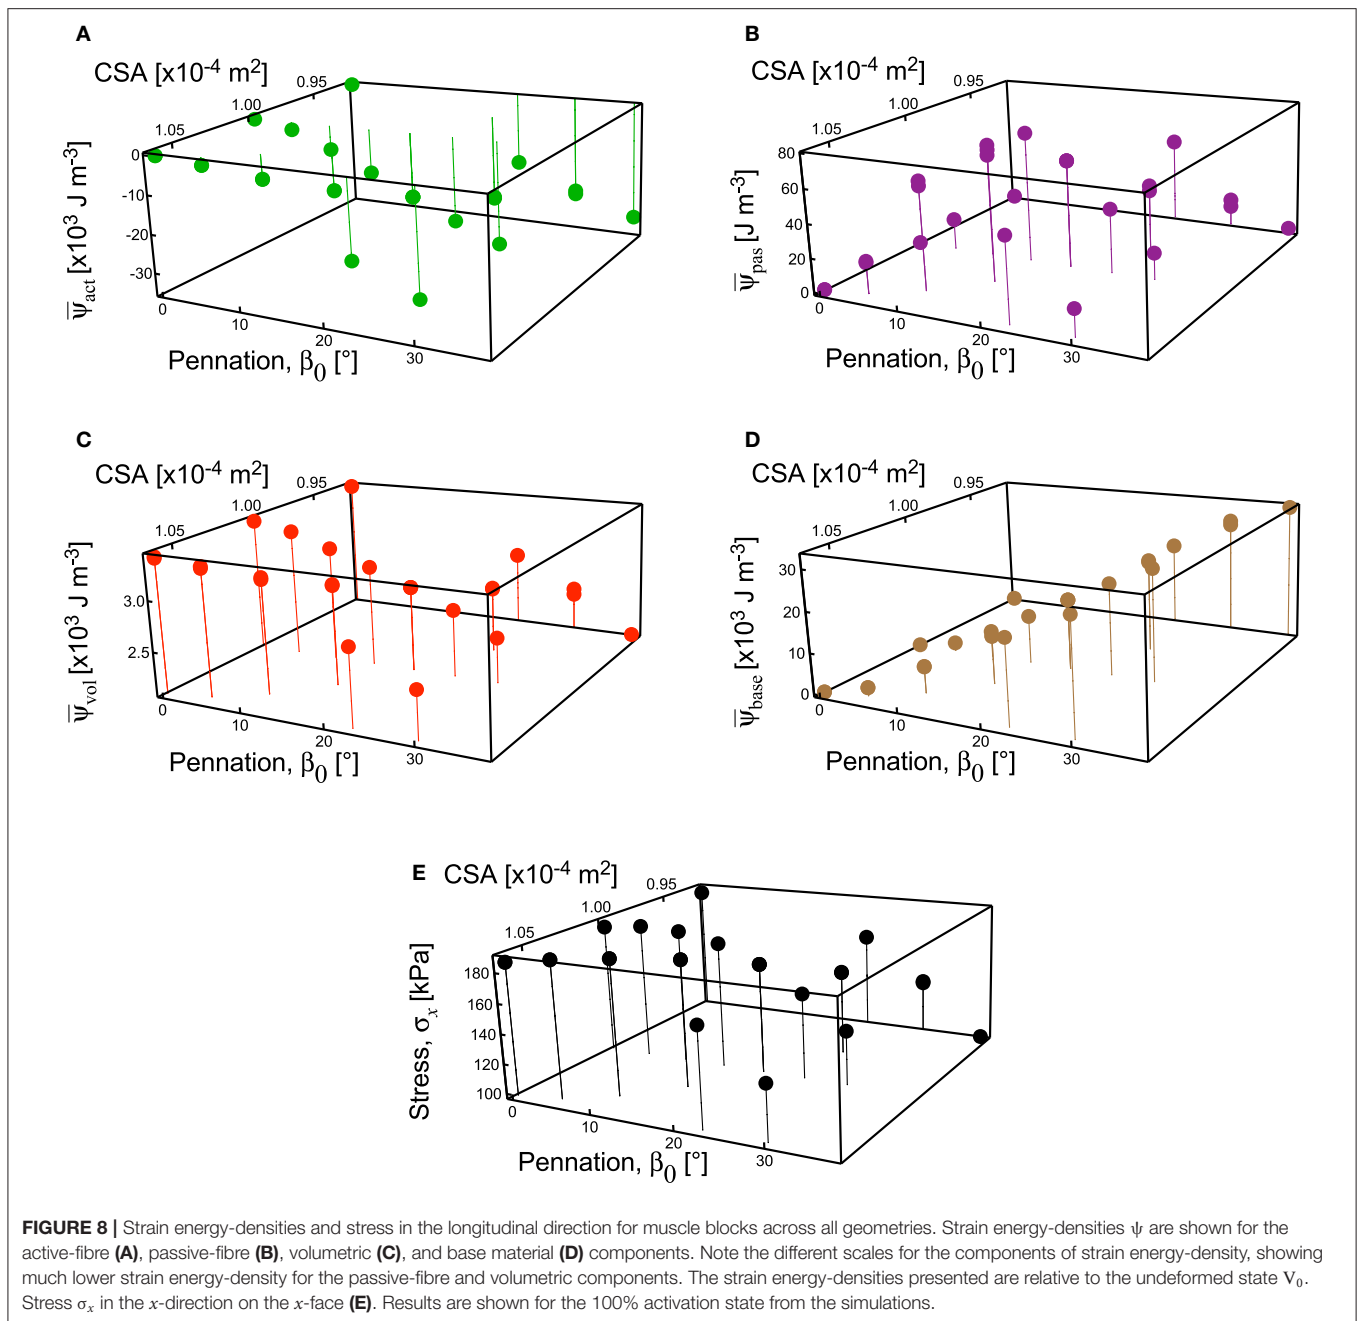 A
CSA [x10-4 m2]
0.95
1.00
1.05
0
-10
-20
-30
ψact [x103 J m-3]
0
10
20
30
Pennation, β0 [°]
B
CSA [x10-4 m2]
0.95
1.00
1.05
80
60
40
20
0
ψpas [J m-3]
0
10
20
30
Pennation, β0 [°]
C
CSA [x10-4 m2]
0.95
1.00
1.05
3.0
2.5
ψvol [x103 J m-3]
0
10
20
30
Pennation, β0 [°]
D
CSA [x10-4 m2]
0.95
1.00
1.05
30
20
10
0
ψbase [x103 J m-3]
0
10
20
30
Pennation, β0 [°]
E
CSA [x10-4 m2]
0.95
1.00
1.05
180
160
140
120
100
Stress, σx [kPa]
0
10
20
30
Pennation, β0 [°]
FIGURE 8 | Strain energy-densities and stress in the longitudinal direction for muscle blocks across all geometries. Strain energy-densities ψ are shown for the
active-fibre (A), passive-fibre (B), volumetric (C), and base material (D) components. Note the different scales for the components of strain energy-density, showing
much lower strain energy-density for the passive-fibre and volumetric components. The strain energy-densities presented are relative to the undeformed state V0.
Stress σx in the x-direction on the x-face (E). Results are shown for the 100% activation state from the simulations.